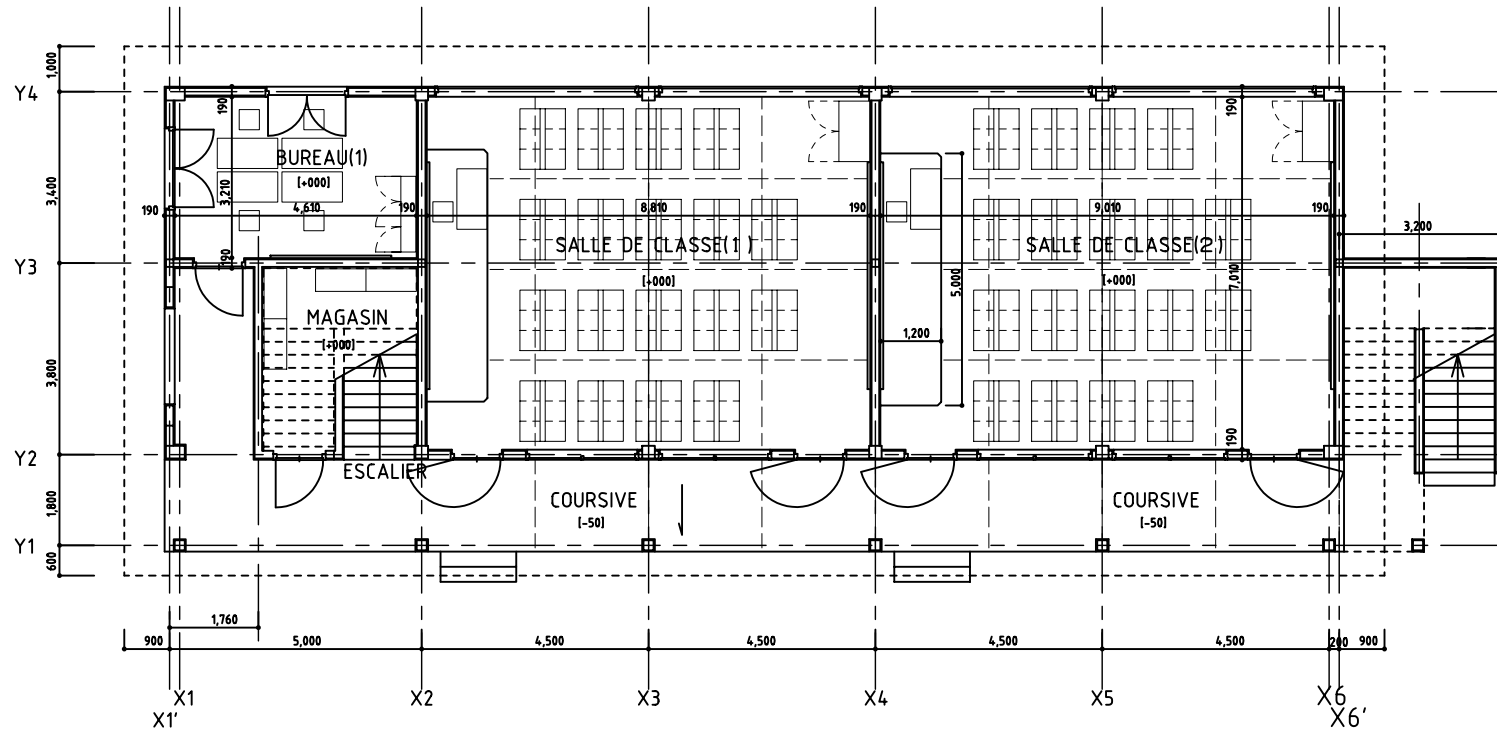 1,000
Y4
190
190
BUREAU(1)
[+000]
3,400
3,210
190
4,610
190
8,810
190
9,010
190
3,200
SALLE DE CLASSE(1)
SALLE DE CLASSE(2)
[+000]
[+000]
Y3
190
5,000
7,010
MAGASIN
[+000]
1,200
3,800
190
Y2
ESCALIER
COURSIVE
COURSIVE
[-50]
[-50]
1,800
Y1
600
1,760
900
5,000
4,500
4,500
4,500
4,500
200
900
X1
X2
X3
X4
X5
X6
X1'
X6'